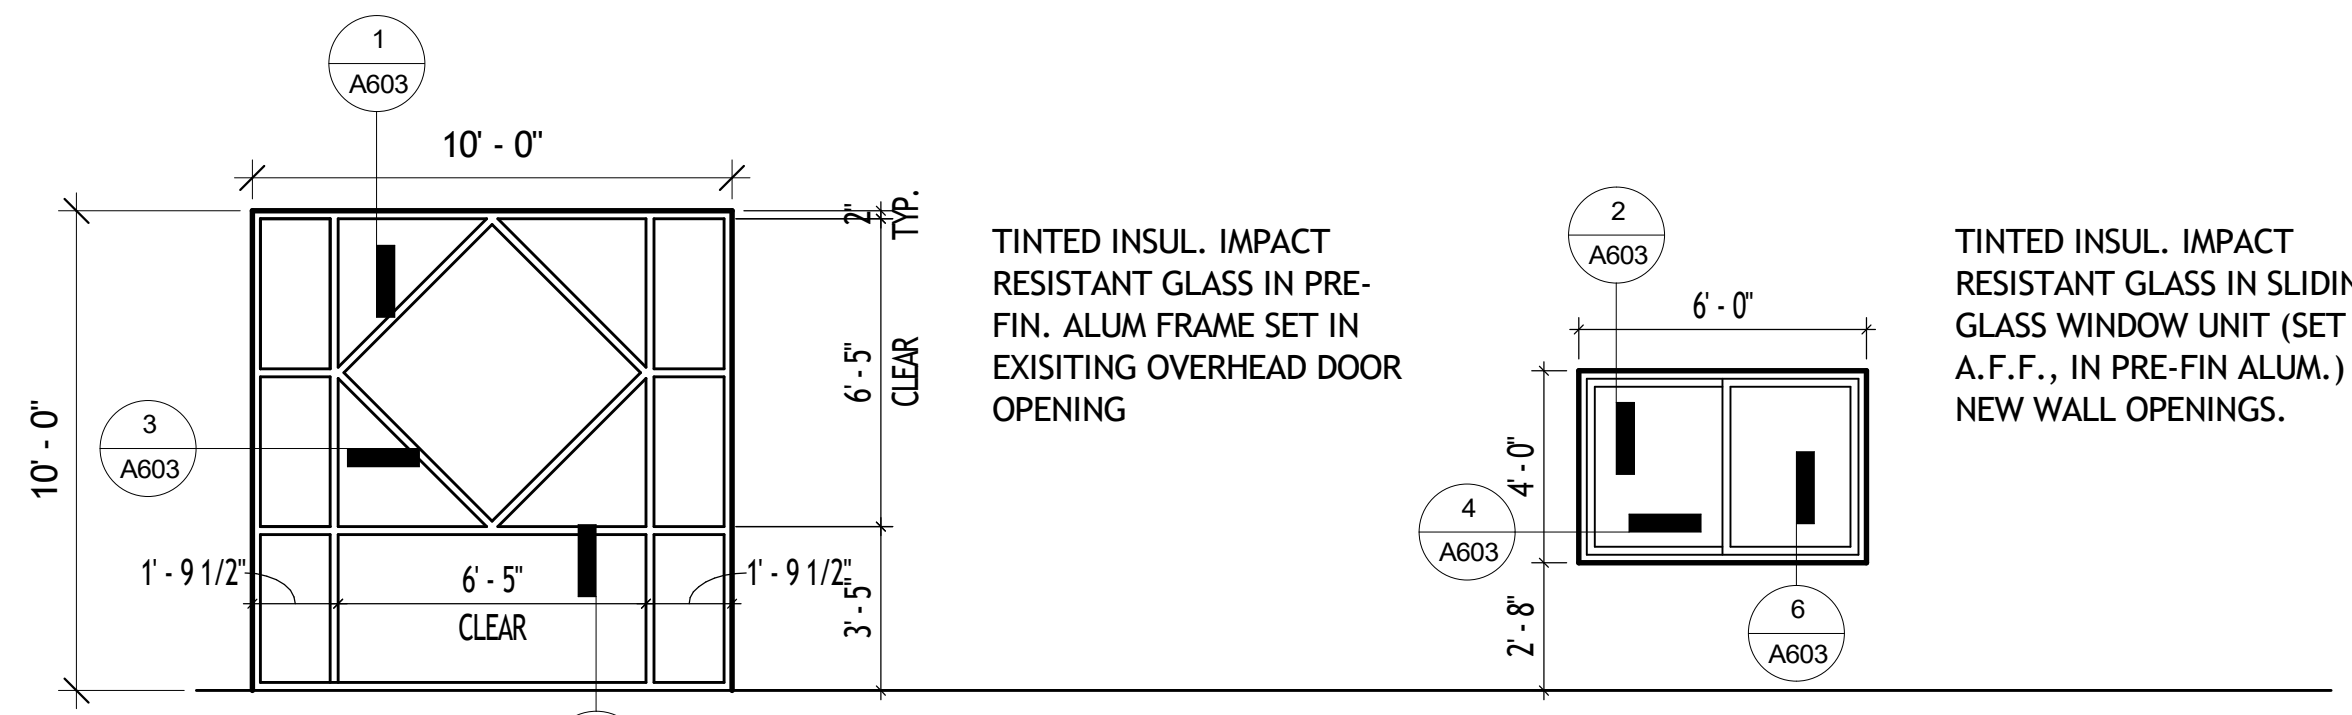 1
A603
10' - 0"
10' - 0"
2"
TYP.
6' - 5"
CLEAR
3' - 5"
3
A603
1' - 9 1/2"
6' - 5"
CLEAR
1' - 9 1/2"
TINTED INSUL. IMPACT
RESISTANT GLASS IN PRE-
FIN. ALUM FRAME SET IN
EXISITING OVERHEAD DOOR
OPENING
2
A603
6' - 0"
4' - 0"
4
A603
2' - 8"
6
A603
TINTED INSUL. IMPACT
RESISTANT GLASS IN SLIDIN
GLASS WINDOW UNIT (SET
A.F.F., IN PRE-FIN ALUM.)
NEW WALL OPENINGS.